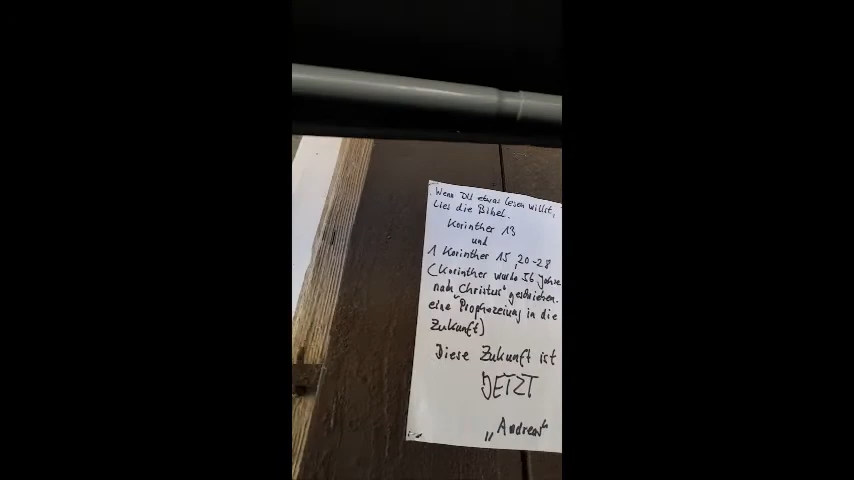 Wenn DU etwas lesen willst,
Lies die Bibel.
Korinther 13
und
1 Korinther 15, 20-28
(Korinther wurde 56 Jahre
nach Christus" geschrieben.
eine "Prophezeiung in die
Zukunft)
Diese Zukunft ist
JETZT
"Andreas"